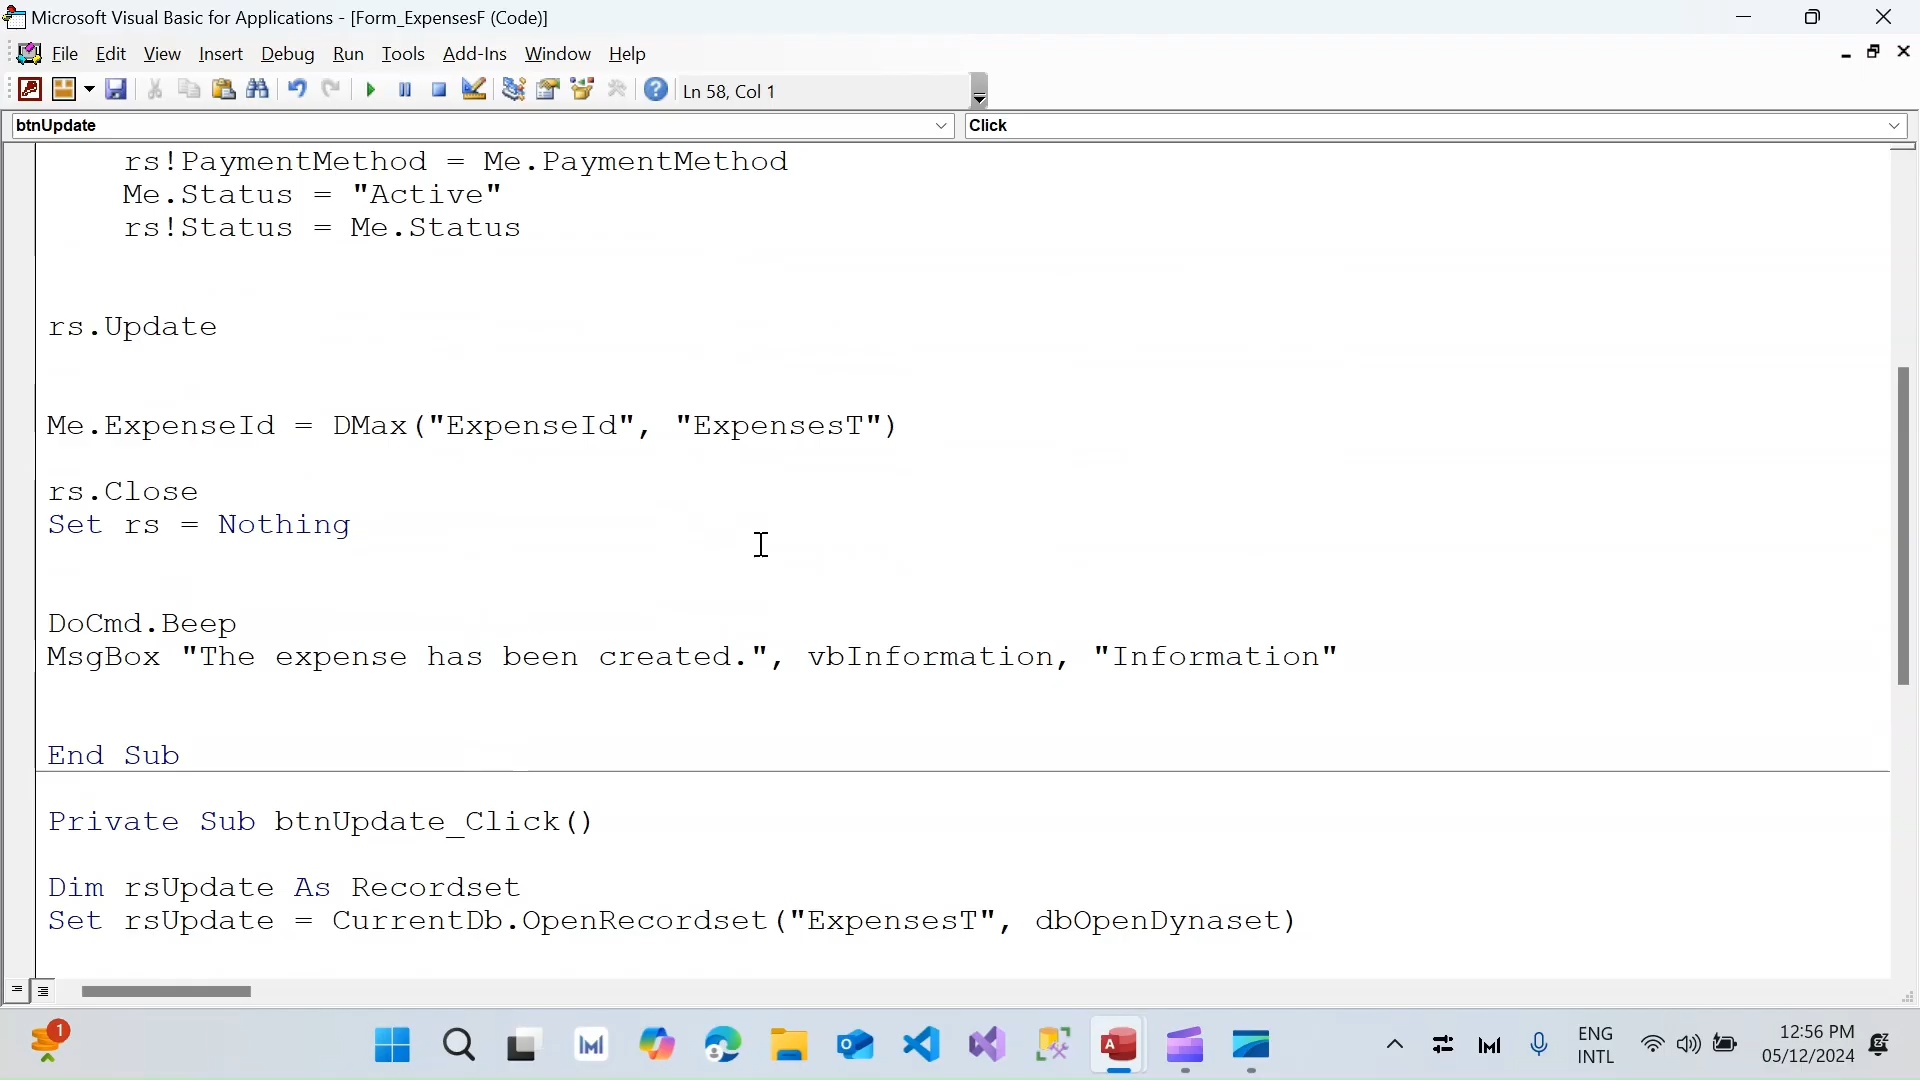 Microsoft Visual Basic for Applications - [Form_ExpensesF (Code)]
File Edit View Insert Debug Run Tools Add-Ins Window Help
Ln 58, Col 1
btnUpdate Click
rs!PaymentMethod = Me.PaymentMethod
Me.Status = "Active"
rs!Status = Me.Status
rs.Update
Me.ExpenseId = DMax("ExpenseId", "ExpensesT")
rs.Close
Set rs = Nothing
DoCmd.Beep
MsgBox "The expense has been created.", vbInformation, "Information"
End Sub
Private Sub btnUpdate_Click()
Dim rsUpdate As Recordset
Set rsUpdate = CurrentDb.OpenRecordset("ExpensesT", dbOpenDynaset)
1
ENG
INTL
12:56 PM
05/12/2024